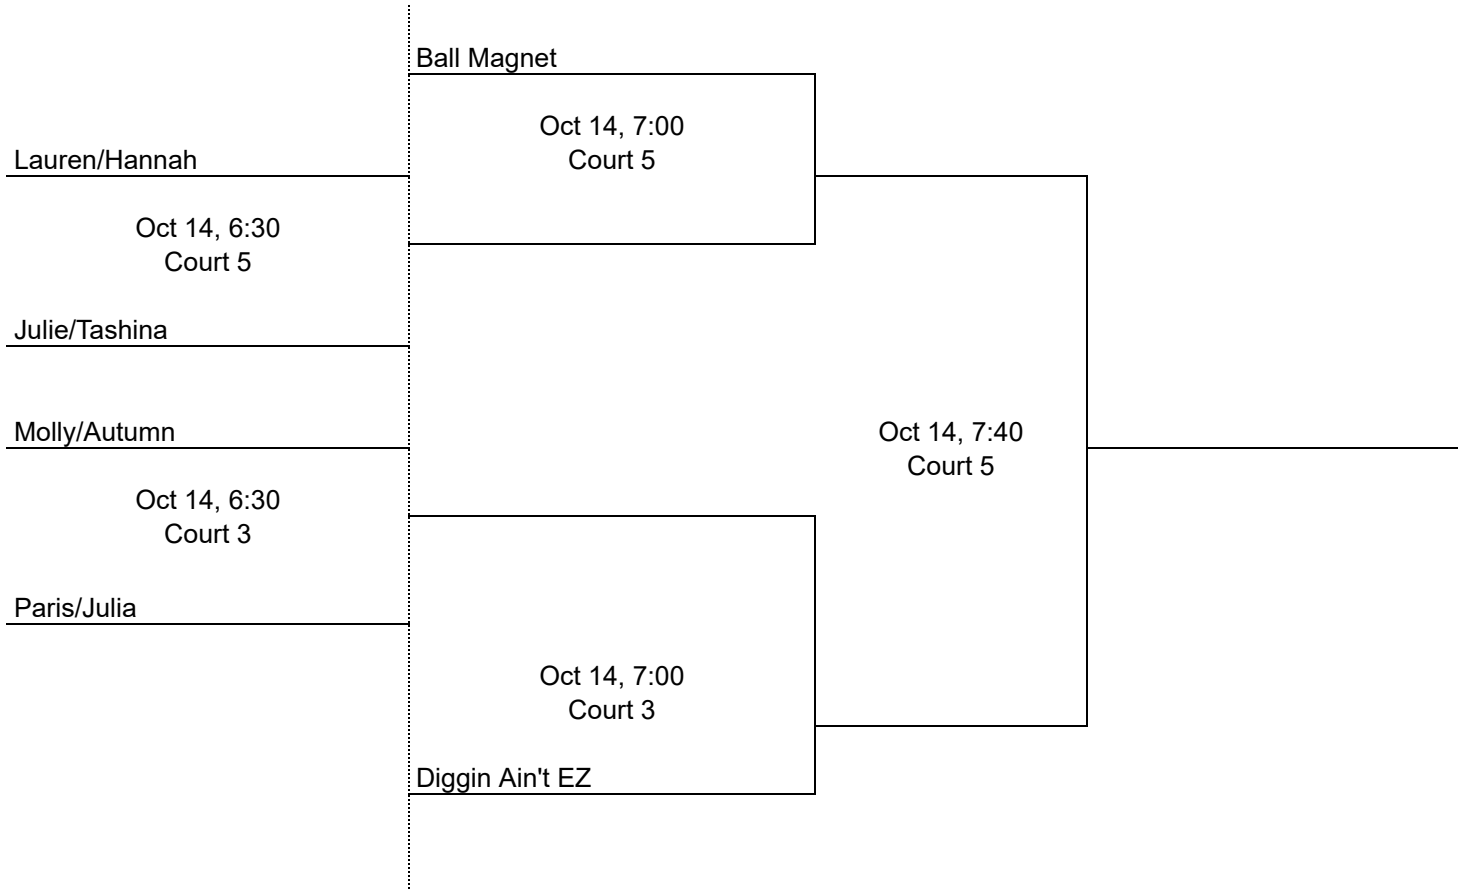 Ball Magnet
Oct 14, 7:00
Court 5
Lauren/Hannah
Oct 14, 6:30
Court 5
Julie/Tashina
Molly/Autumn
Oct 14, 7:40
Court 5
Oct 14, 6:30
Court 3
Paris/Julia
Oct 14, 7:00
Court 3
Diggin Ain't EZ